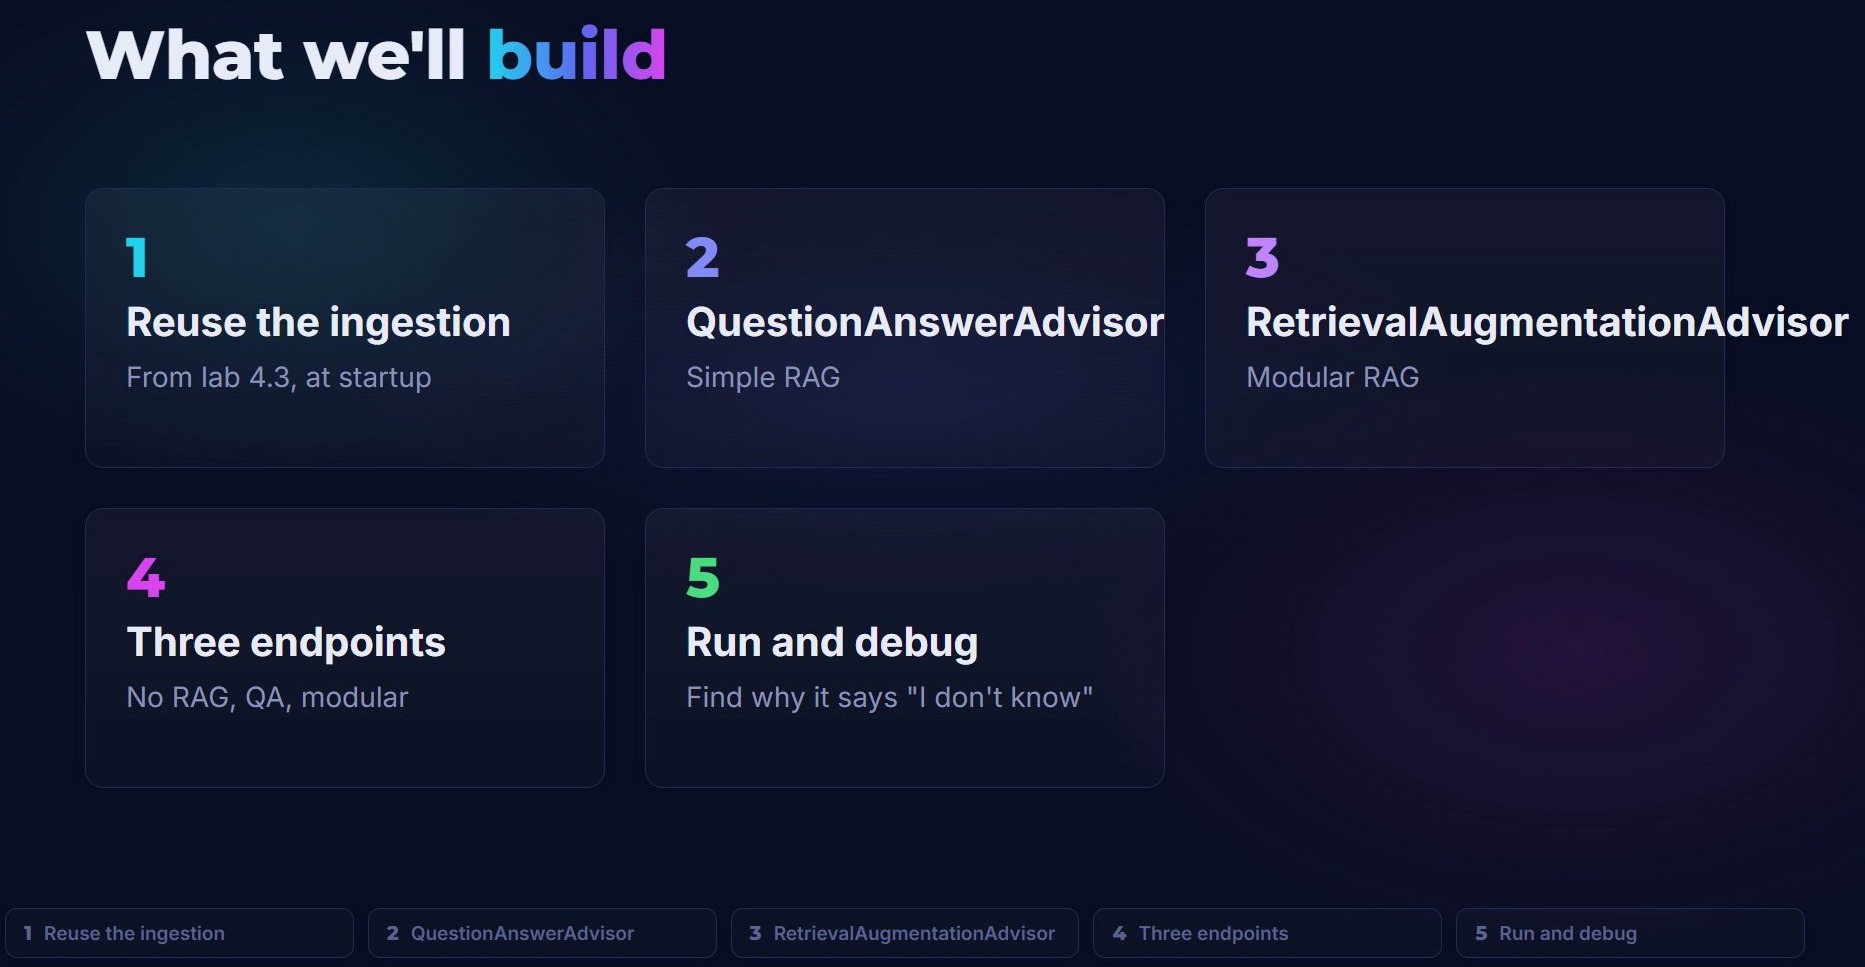 What we'll build
1
Reuse the ingestion
From lab 4.3, at startup
2
QuestionAnswerAdvisor
Simple RAG
3
RetrievalAugmentationAdvisor
Modular RAG
4
Three endpoints
No RAG, QA, modular
5
Run and debug
Find why it says "I don't know"
1 Reuse the ingestion
2 QuestionAnswerAdvisor
3 RetrievalAugmentationAdvisor
4 Three endpoints
5 Run and debug